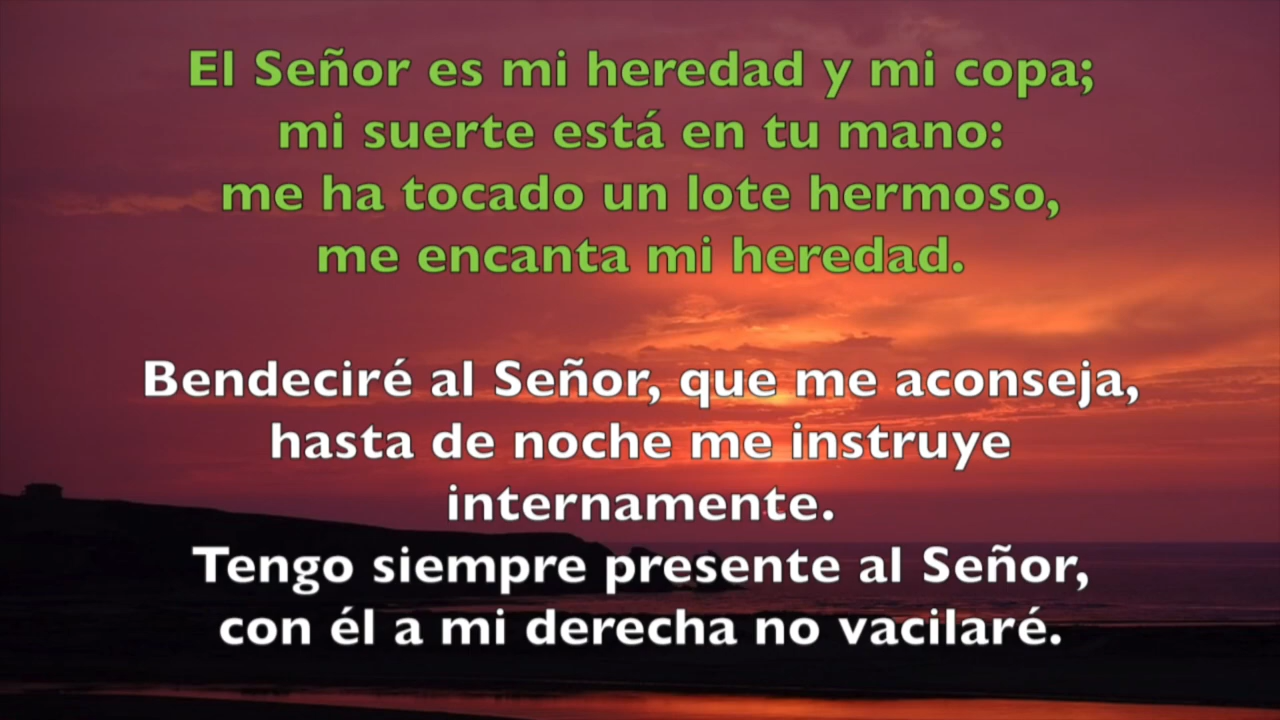 El Señor es mi heredad y mi copa;
mi suerte está en tu mano:
me ha tocado un lote hermoso,
me encanta mi heredad.
Bendeciré al Señor, que me aconseja,
hasta de noche me instruye
internamente.
Tengo siempre presente al Señor,
con él a mi derecha no vacilaré.